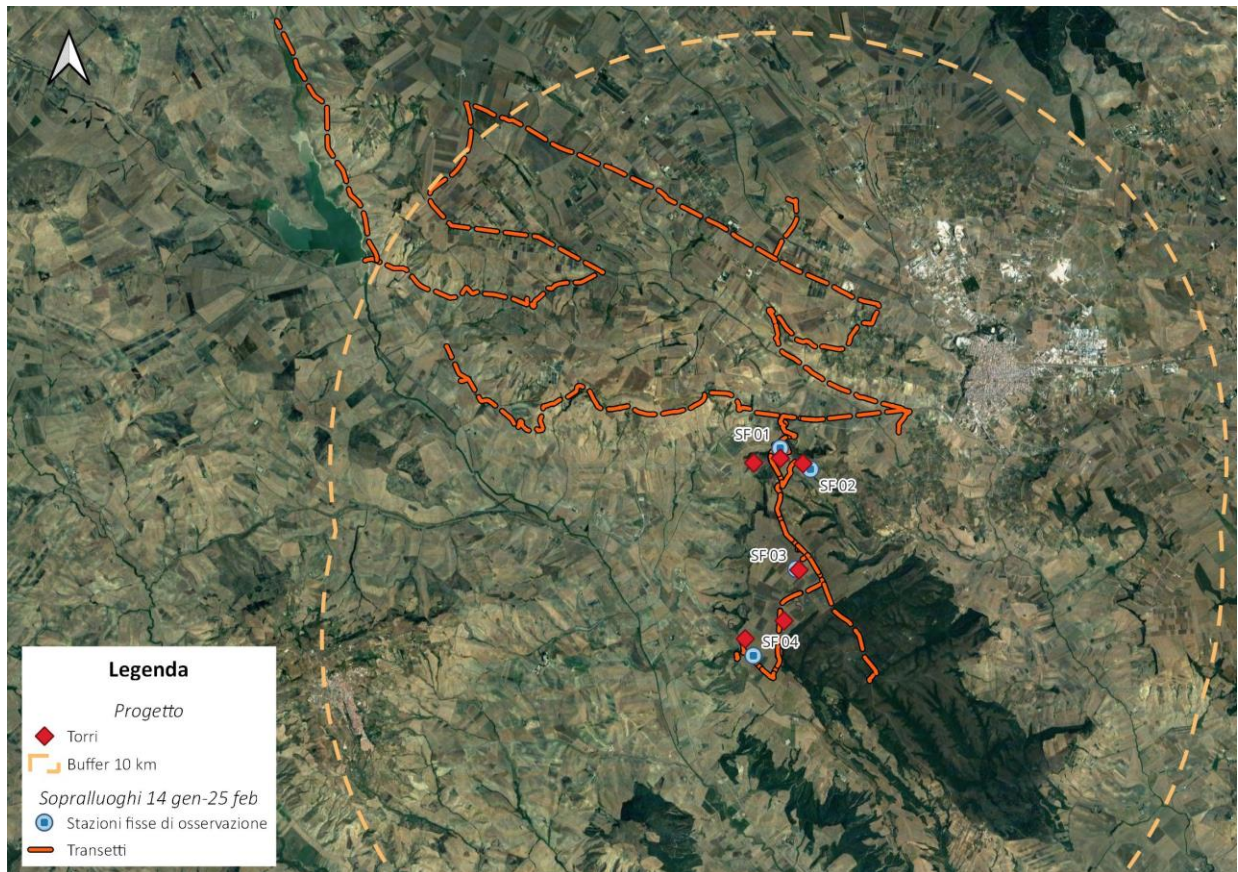 SF 01
SF 02
SF 03
SF 04
Legenda
Progetto
Torri
Buffer 10 km
Sopralluoghi 14 gen-25 feb
Stazioni fisse di osservazione
Transetti